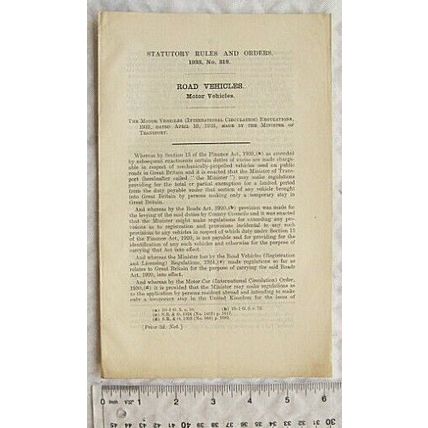 STATUTORY RULES AND ORDERS.
1933, No. 319.
ROAD VEHICLES.
Motor Vehicles.
THE MOTOR VEHICLES (INTERNATIONAL CIRCULATION) REGULATIONS,
1933, DATED APRIL 10, 1933, MADE BY THE MINISTER OF
TRANSPORT.
Whereas by Section 13 of the Finance Act, 1920,(a) as amended
by subsequent enactments certain duties of excise are made charge-
able in respect of mechanically-propelled vehicles used on public
roads in Great Britain and it is enacted that the Minister of Trans-
port (hereinafter called "the Minister") may make regulations
providing for the total or partial exemption for a limited period
from the duty payable under that section of any vehicle brought
into Great Britain by persons making only a temporary stay in
Great Britain.
And whereas by the Roads Act, 1920,(b) provision was made for
the levying of the said duties by County Councils and it was enacted
that the Minister might make regulations for extending any pro-
visions as to registration and provisions incidental to any such
provisions to any vehicles in respect of which duty under Section 13
of the Finance Act, 1920, is not payable and for providing for the
identification of any such vehicles and otherwise for the purpose of
carrying that Act into effect.
And whereas the Minister has by the Road Vehicles (Registration
and Licensing) Regulations, 1924,(c) made regulations so far as
relates to Great Britain for the purpose of carrying the said Roads
Act, 1920, into effect.
And whereas by the Motor Car (International Circulation) Order,
1930,(d) it is provided that the Minister may make regulations as
to the application by persons resident abroad and intending to make
only a temporary stay in the United Kingdom for the issue of
[Price 2d. Net.]
1 2 3 4 5 6